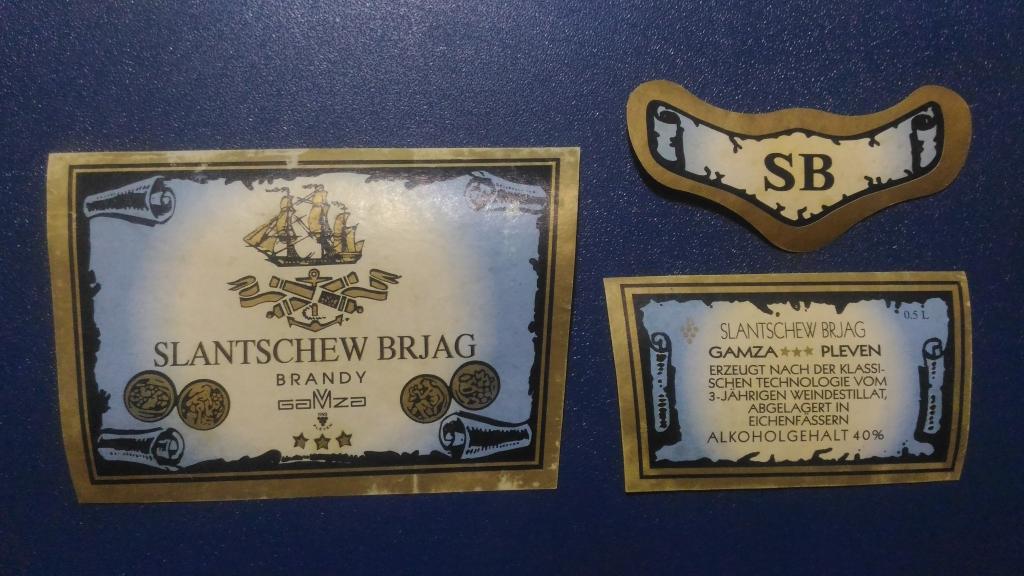 SLANTSCHEW BRJAG
BRANDY
GAMZA
SB
0.5 L
SLANTSCHEW BRJAG
GAMZA *** PLEVEN
ERZEUGT NACH DER KLASSI-
SCHEN TECHNOLOGIE VOM
3-JÄHRIGEN WEINDESTILLAT,
ABGELAGERT IN
EICHENFÄSSERN
ALKOHOLGEHALT 40%